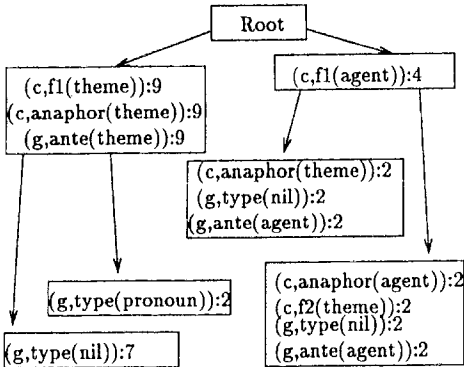 Root
(c,f1(theme)):9
(c,anaphor(theme)):9
(g,ante(theme)):9
(c,f1(agent)):4
(c,anaphor(theme)):2
(g,type(nil)):2
(g,ante(agent)):2
(g,type(pronoun)):2
(g,type(nil)):7
(c,anaphor(agent)):2
(c,f2(theme)):2
(g,type(nil)):2
(g,ante(agent)):2